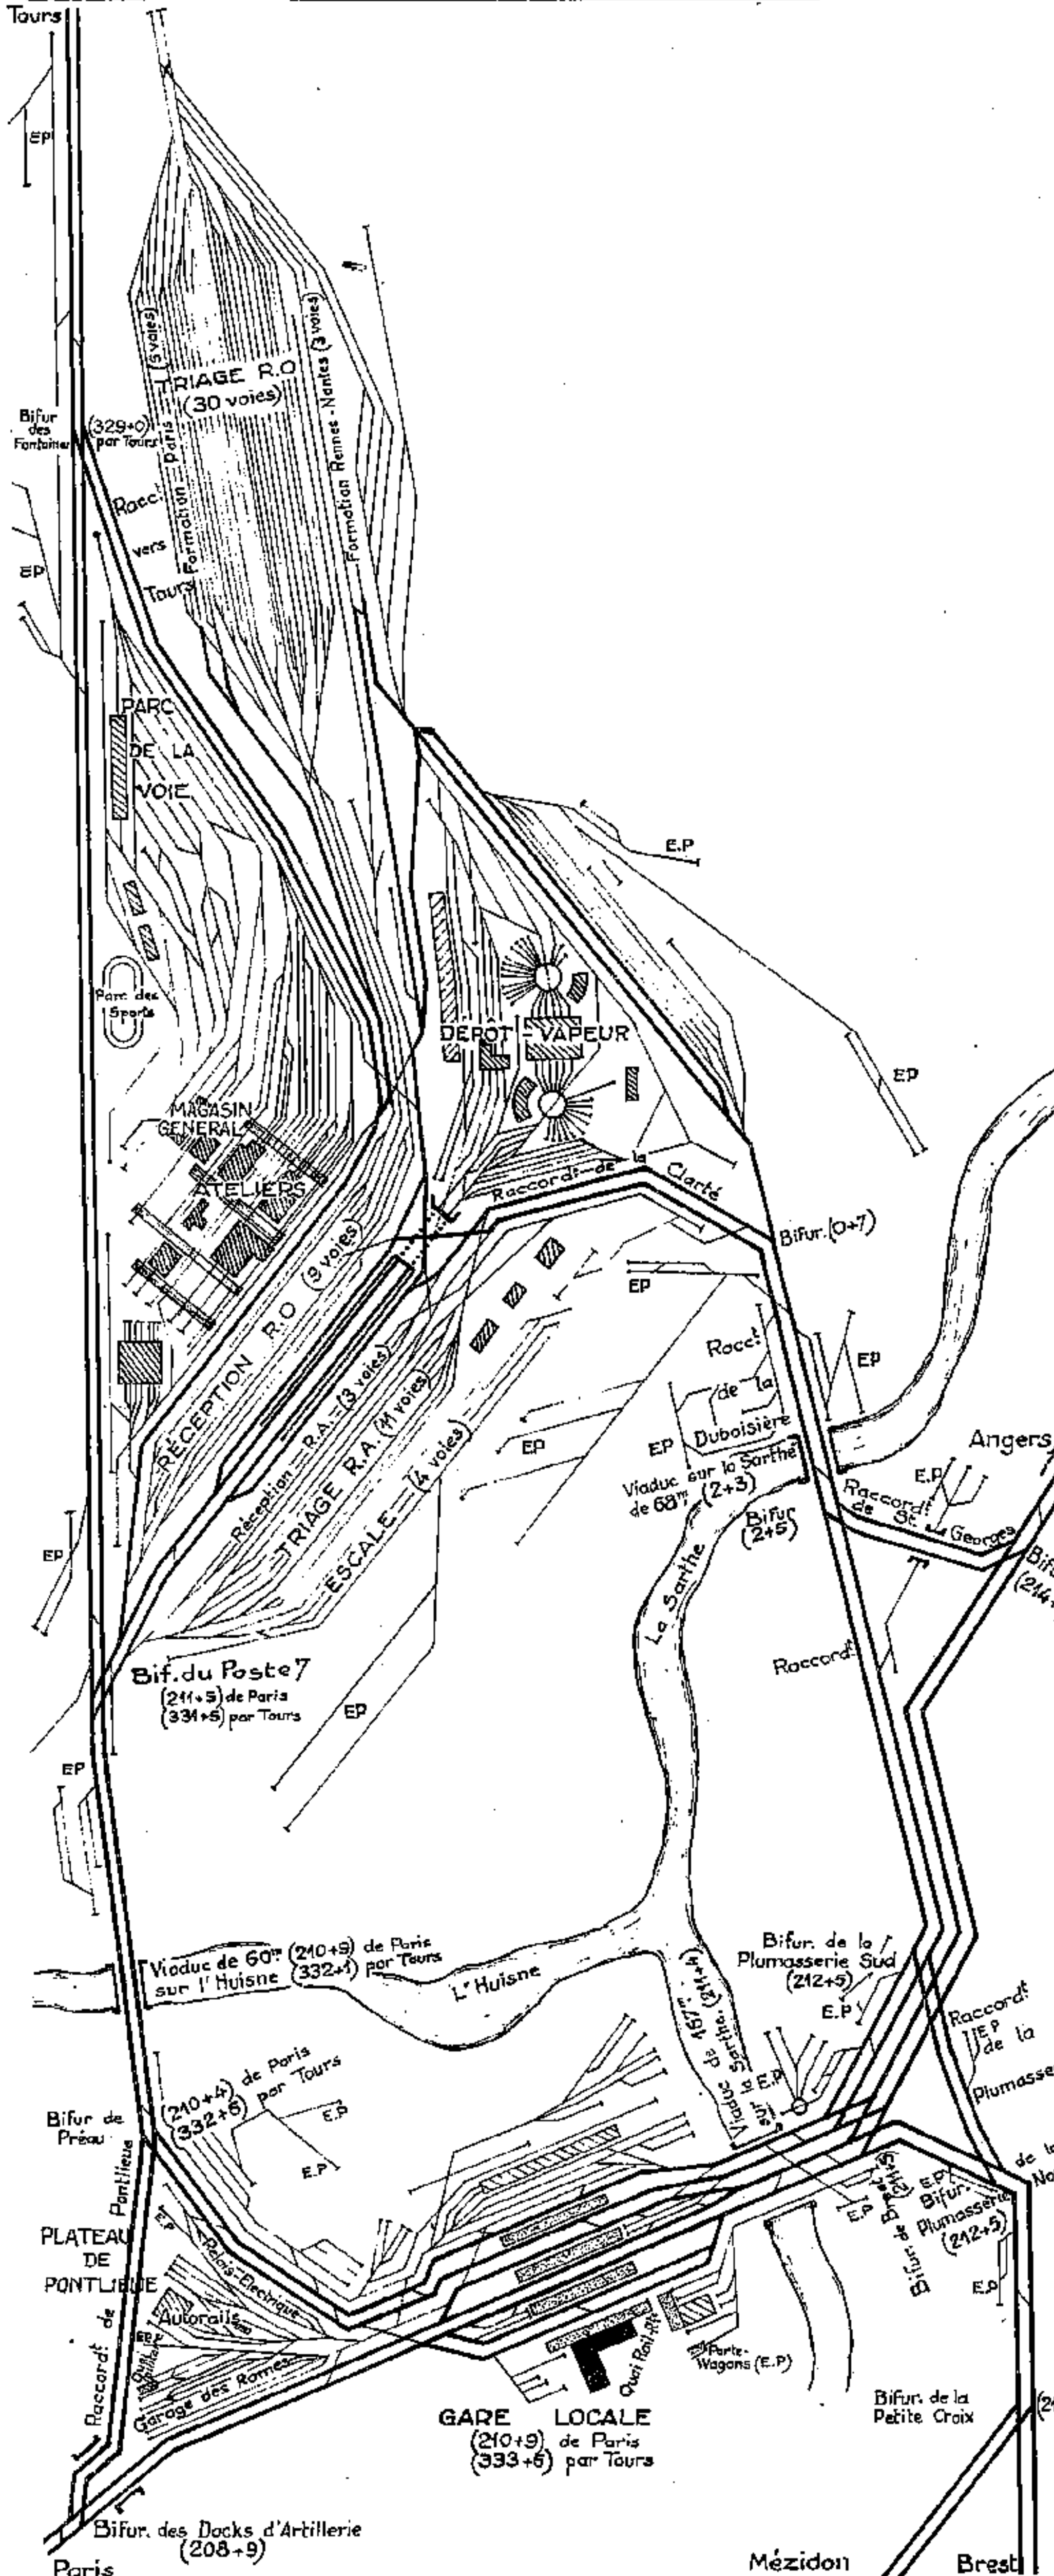 Tours
EP
(5 voies)
TRIAGE R.O
(30 voies)
Formation Paris
Formation Rennes-Nantes (3 voies)
Bifur
des
Fontaines
(329+0)
par Tours
Racc.t
vers
Tours
EP
PARC
DE LA
VOIE
E.P
Parc des
Sports
DÉPÔT-VAPEUR
EP
MAGASIN
GENERAL
ATELIERS
Raccord.t de la Clarté
Bifur. (0+7)
RÉCEPTION R.O (9 voies)
EP
Racc.t
de la
Duboisière
EP
Réception R.A. (3 voies)
TRIAGE R.A. (11 voies)
ESCALE (4 voies)
EP
EP
Viaduc sur la Sarthe
de 68m (2+3)
Bifur
(2+5)
Angers
E.P
Raccord.t
de St. Georges
EP
La Sarthe
Raccord.t
Bif. du Poste 7
(211+5) de Paris
(331+5) par Tours
EP
EP
Viaduc de 60m (210+9) de Paris
sur l'Huisne (332+1) par Tours
L'Huisne
Bifur. de la
Plumasserie Sud
(212+5)
E.P
Viaduc de 167m
sur la Sarthe. (211+4)
E.P
Raccord.t
E.P
de la
(210+4) de Paris
(332+6) par Tours
E.P
E.P
Bifur de
Préau
PLATEAU
DE
PONTLIEUE
Raccord.t de Pontlieue
E.P
Relais-Electrique
Autorails
Garage des Rames
E.P
Bifur. de Brest
E.P
Bifur.
Plumasserie
(212+5)
E.P
Quai Rail-R.te
Porte-
Wagons (E.P)
GARE LOCALE
(210+9) de Paris
(333+6) par Tours
Bifur. de la
Petite Croix
Bifur. des Docks d'Artillerie
(208+9)
Paris
Mézidon
Brest